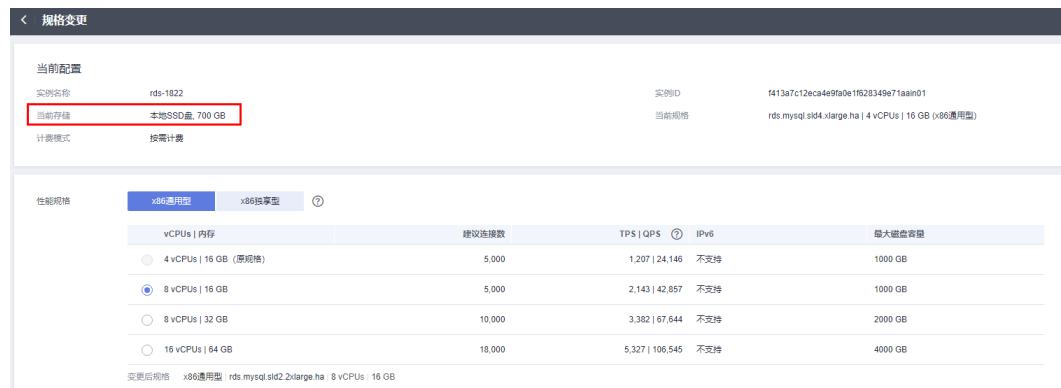 规格变更
当前配置
实例名称 rds-1822 实例ID f413a7c12eca4e9fa0e1f628349e71aain01
当前存储 本地SSD盘, 700 GB 当前规格 rds.mysql.sld4.xlarge.ha | 4 vCPUs | 16 GB (x86通用型)
计费模式 按需计费
性能规格 x86通用型 x86独享型
vCPUs | 内存 建议连接数 TPS | QPS IPv6 最大磁盘容量
4 vCPUs | 16 GB (原规格) 5,000 1,207 | 24,146 不支持 1000 GB
8 vCPUs | 16 GB 5,000 2,143 | 42,857 不支持 1000 GB
8 vCPUs | 32 GB 10,000 3,382 | 67,644 不支持 2000 GB
16 vCPUs | 64 GB 18,000 5,327 | 106,545 不支持 4000 GB
变更后规格 x86通用型 | rds.mysql.sld2.2xlarge.ha | 8 vCPUs | 16 GB